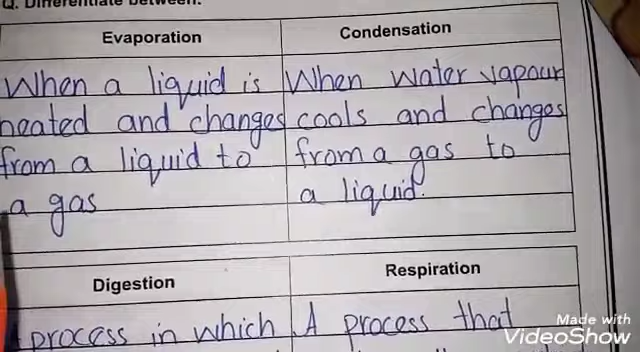 Q. Differentiate between:
Evaporation
Condensation
When a liquid is
heated and changes
from a liquid to
a gas
When water vapour
cools and changes
from a gas to
a liquid.
Digestion
Respiration
process in which
A process that
Made with
VideoShow